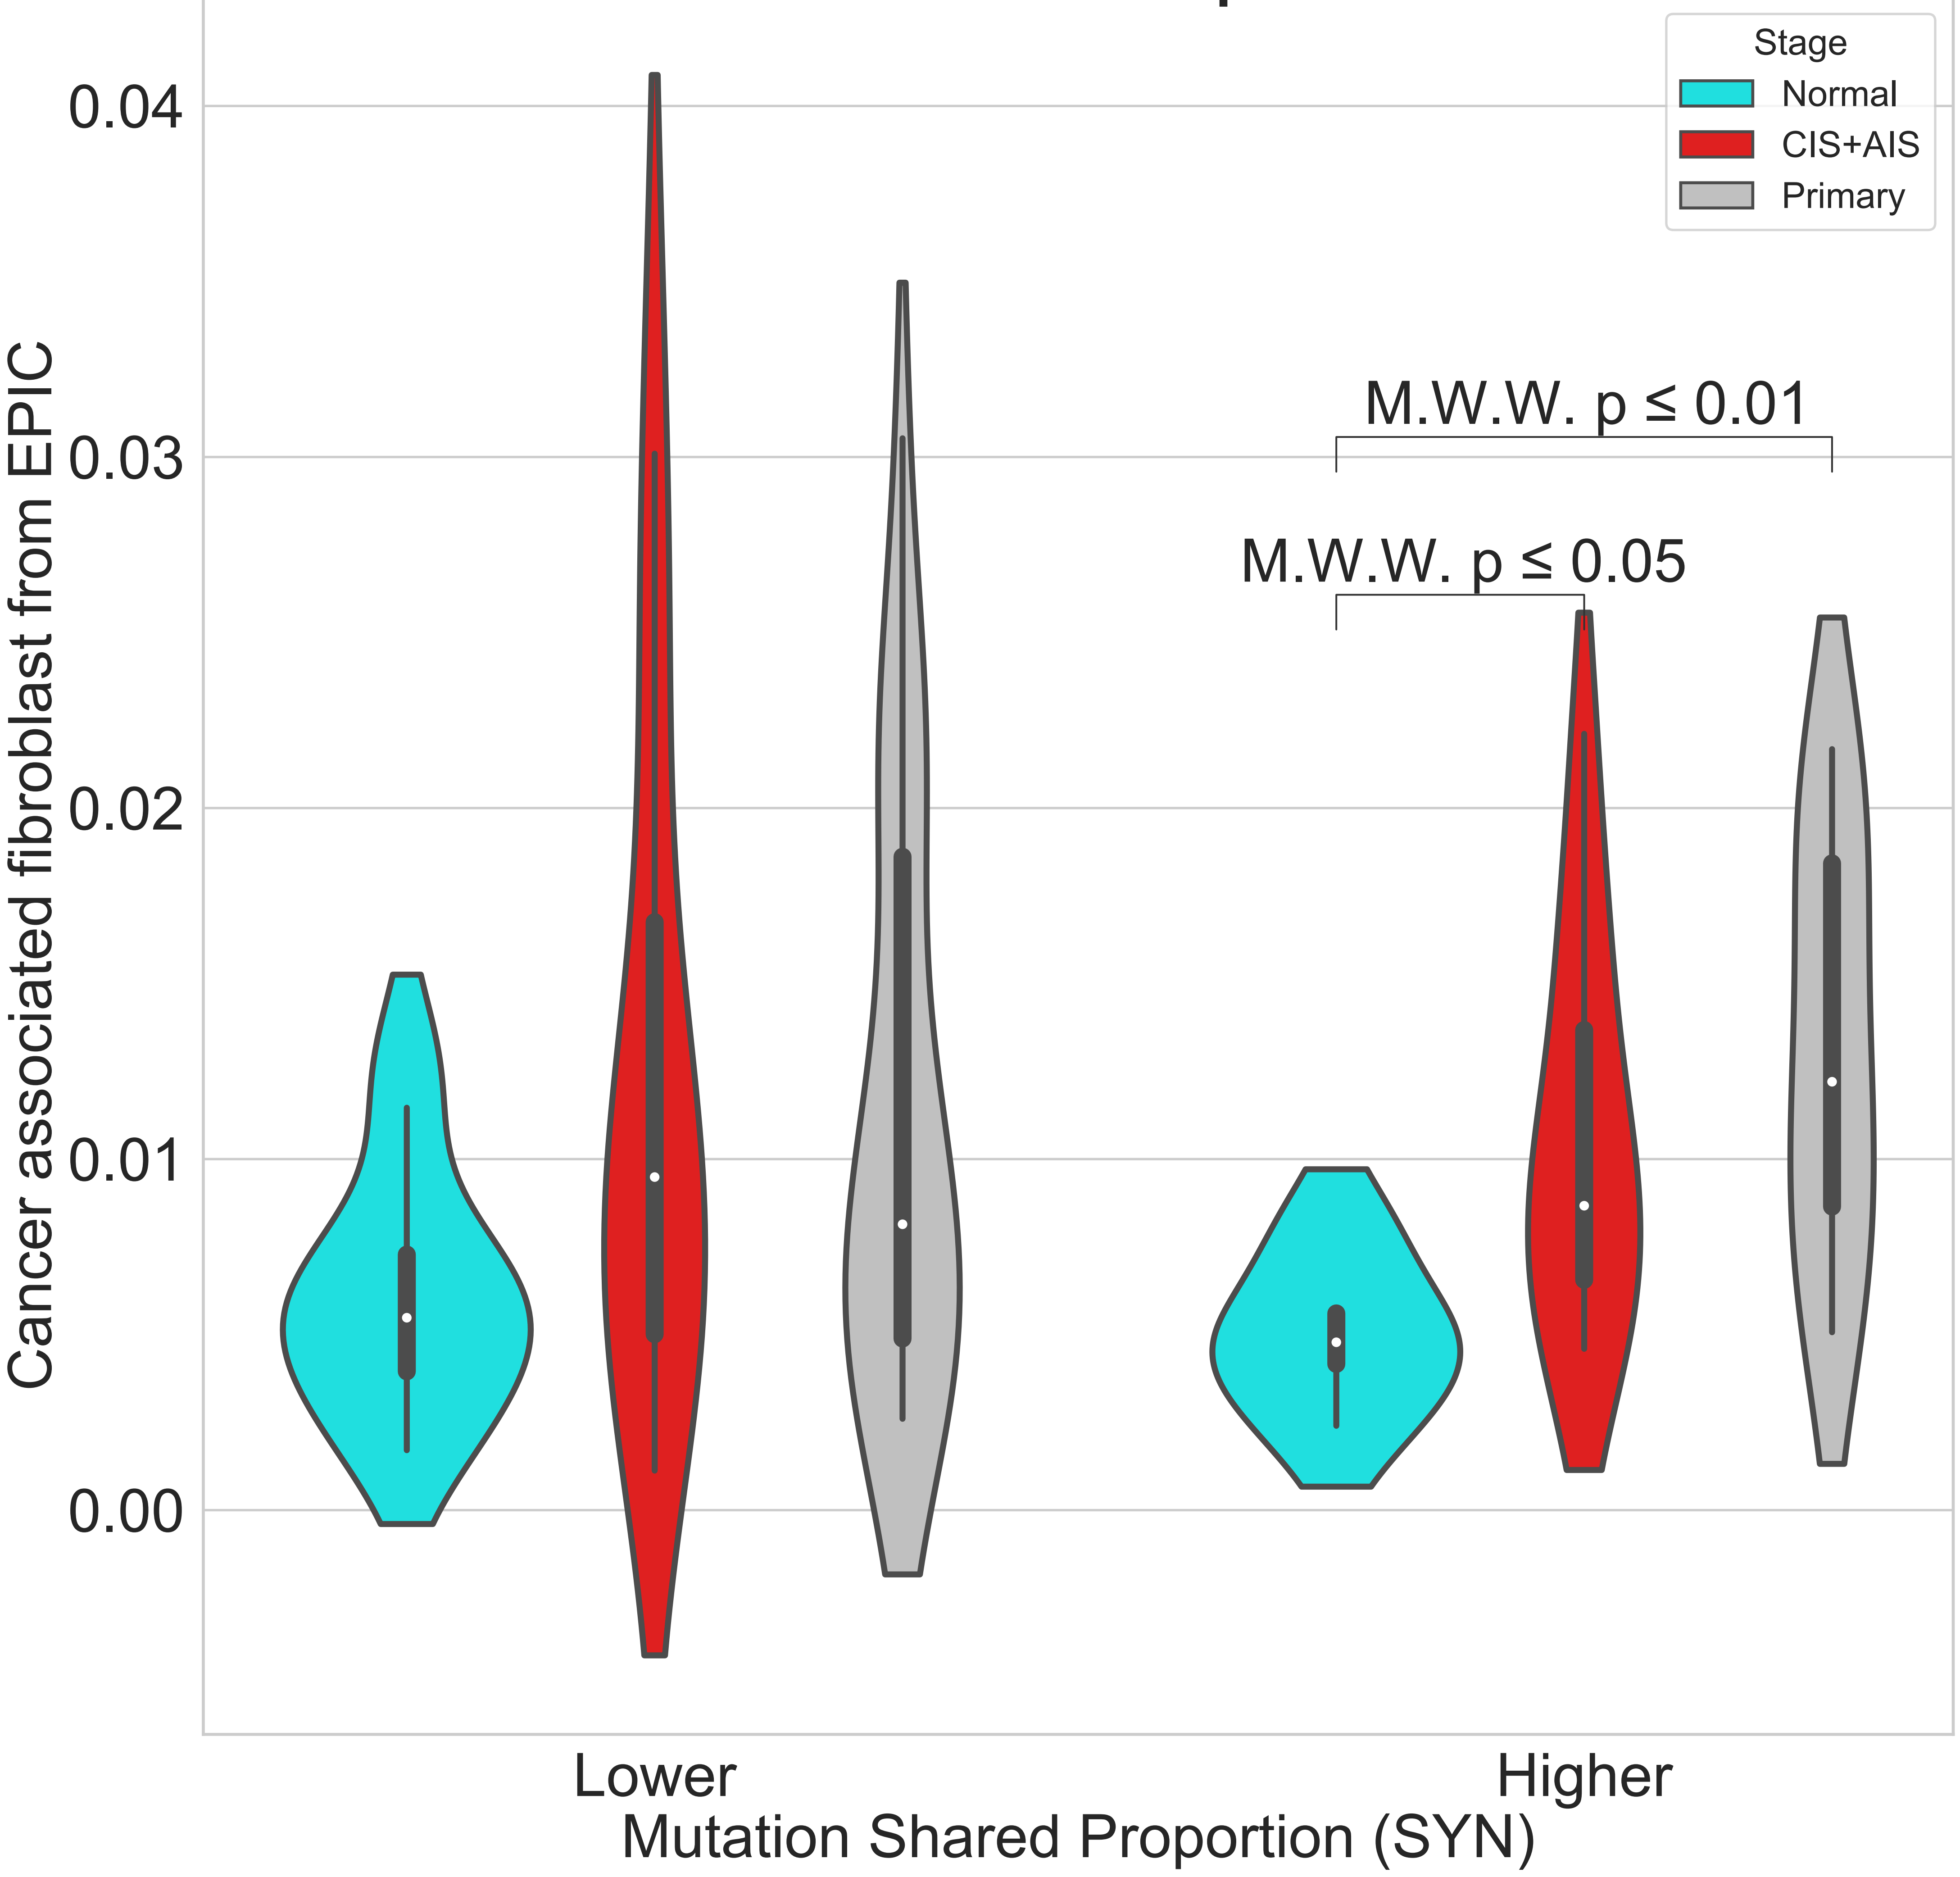 Stage
Normal
CIS+AIS
Primary
Cancer associated fibroblast from EPIC
0.04
0.03
0.02
0.01
0.00
M.W.W. p ≤ 0.01
M.W.W. p ≤ 0.05
Lower
Higher
Mutation Shared Proportion (SYN)